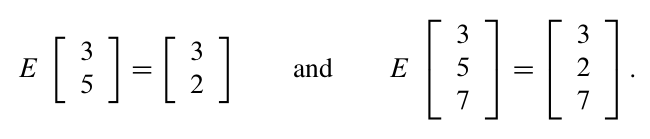 E [ 3 5 ] = [ 3 2 ] and E [ 3 5 7 ] = [ 3 2 7 ] .